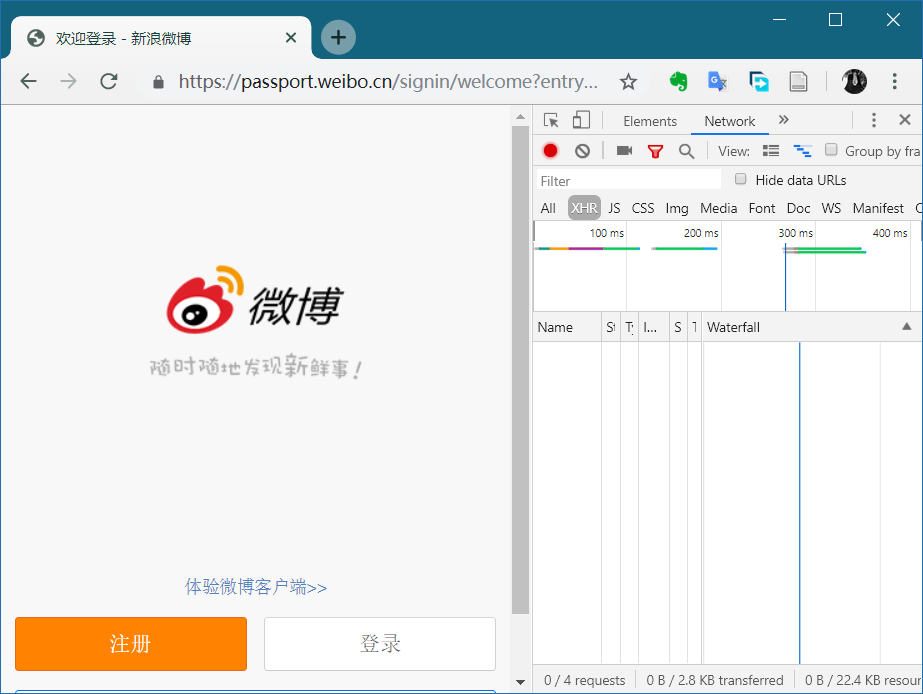 欢迎登录 - 新浪微博
https://passport.weibo.cn/signin/welcome?entry...
微博
随时随地发现新鲜事!
体验微博客户端>>
注册
登录
Elements
Network
View:
Group by fra
Filter
Hide data URLs
All XHR JS CSS Img Media Font Doc WS Manifest
100 ms
200 ms
300 ms
400 ms
Name
I...
S
Waterfall
0 / 4 requests
0 B / 2.8 KB transferred
0 B / 22.4 KB resour